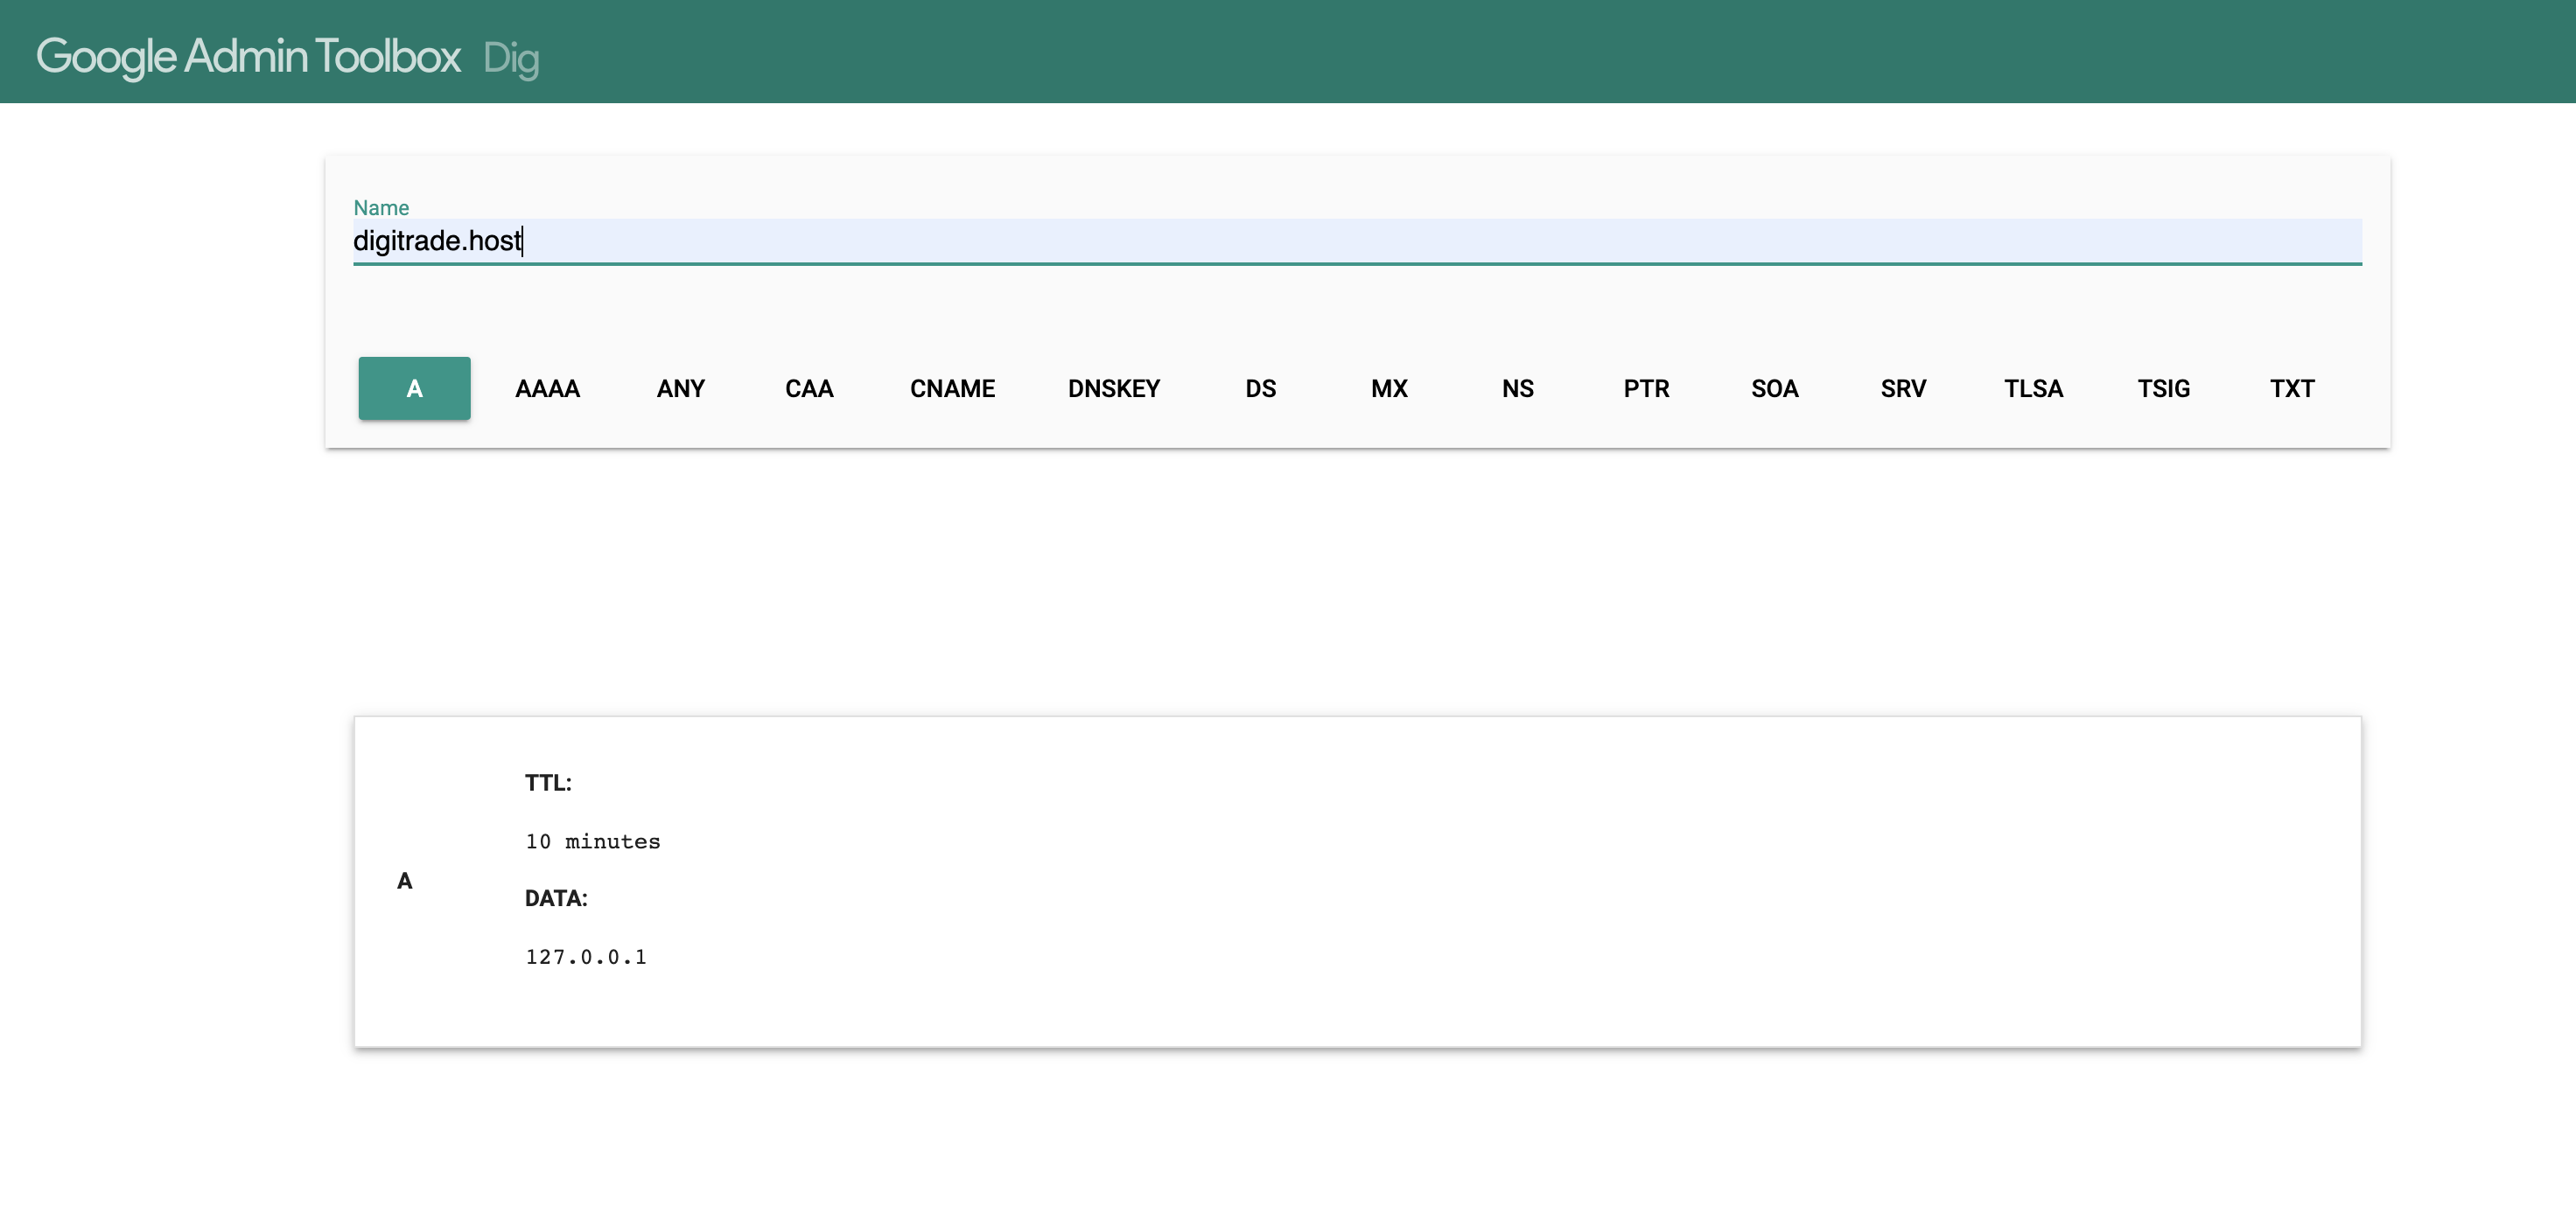 Google Admin Toolbox Dig
Name
digitrade.host
A AAAA ANY CAA CNAME DNSKEY DS MX NS PTR SOA SRV TLSA TSIG TXT
TTL:
10 minutes
A
DATA:
127.0.0.1